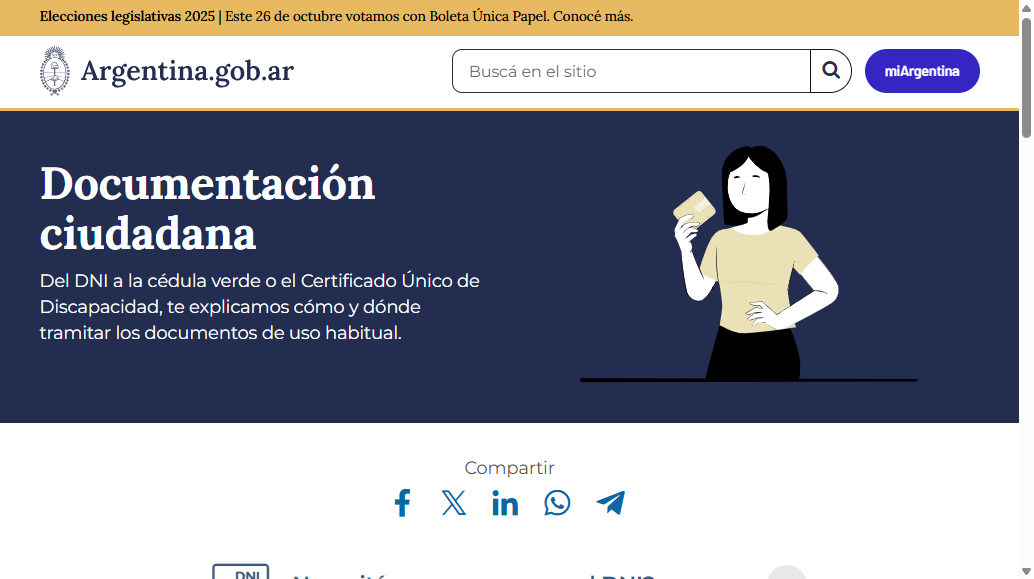 Elecciones legislativas 2025 | Este 26 de octubre votamos con Boleta Única Papel. Conocé más.
Argentina.gob.ar
Buscá en el sitio
miArgentina
Documentación
ciudadana
Del DNI a la cédula verde o el Certificado Único de
Discapacidad, te explicamos cómo y dónde
tramitar los documentos de uso habitual.
Compartir
DNI